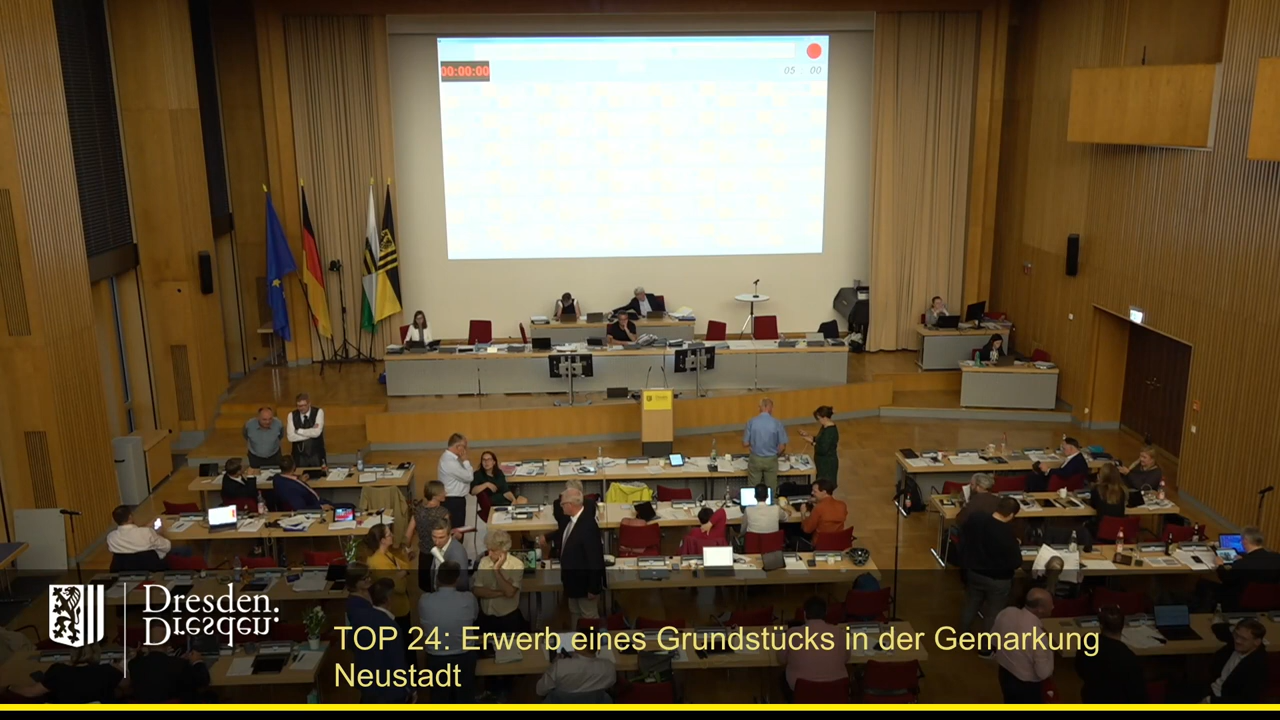 00:00:00
05 00
Dresden.
Dresden.
TOP 24: Erwerb eines Grundstücks in der Gemarkung
Neustadt